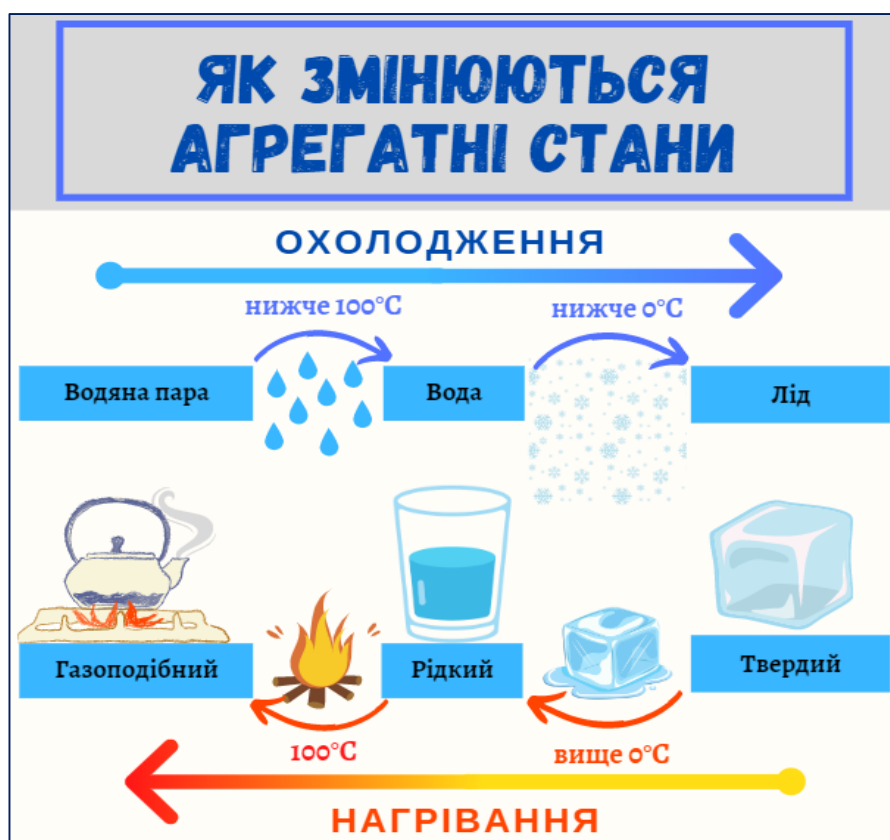 ЯК ЗМІНЮЮТЬСЯ
АГРЕГАТНІ СТАНИ
ОХОЛОДЖЕННЯ
нижче 100°C
нижче 0°C
Водяна пара
Вода
Лід
Газоподібний
Рідкий
Твердий
100°C
вище 0°C
НАГРІВАННЯ